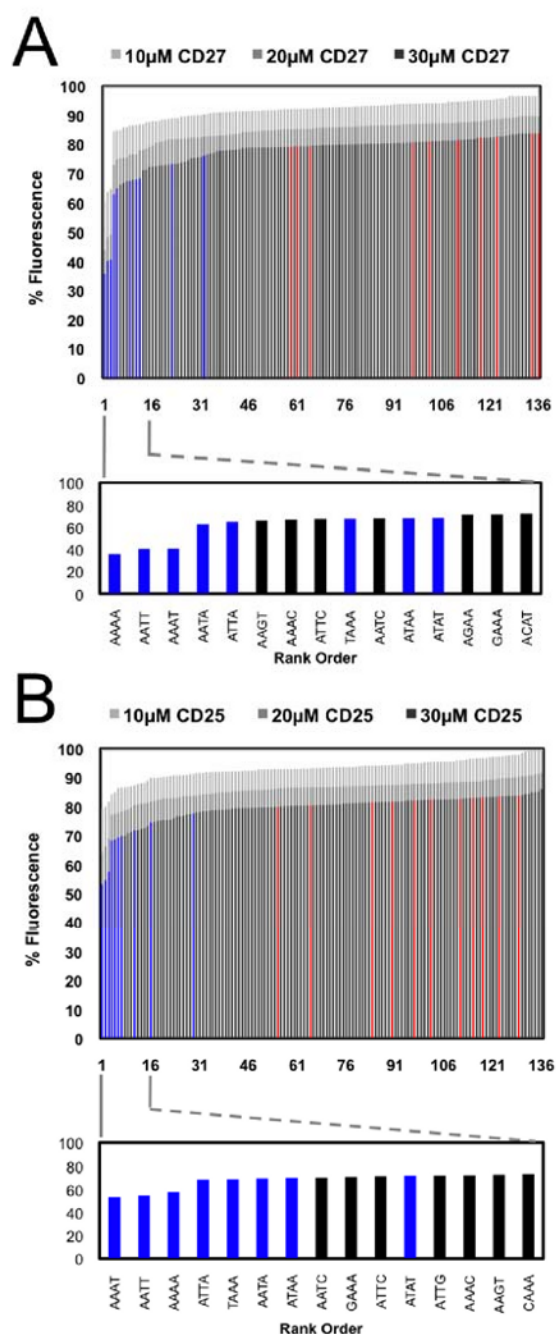 A
10µM CD27 20µM CD27 30µM CD27
100
90
80
70
60
50
40
30
20
10
0
% Fluorescence
1 16 31 46 61 76 91 106 121 136
100
80
60
40
20
0
AAAA AATT AAAT AATA ATTA AAGT AAAC ATTC TAAA AATC ATAA ATAT AGAA GAAA ACAT
Rank Order
B
10µM CD25 20µM CD25 30µM CD25
100
90
80
70
60
50
40
30
20
10
0
% Fluorescence
1 16 31 46 61 76 91 106 121 136
100
80
60
40
20
0
AAAT AATT AAAA ATTA TAAA AATA ATAA AATC GAAA ATTC ATAT ATTG AAAC AAGT CAAA
Rank Order